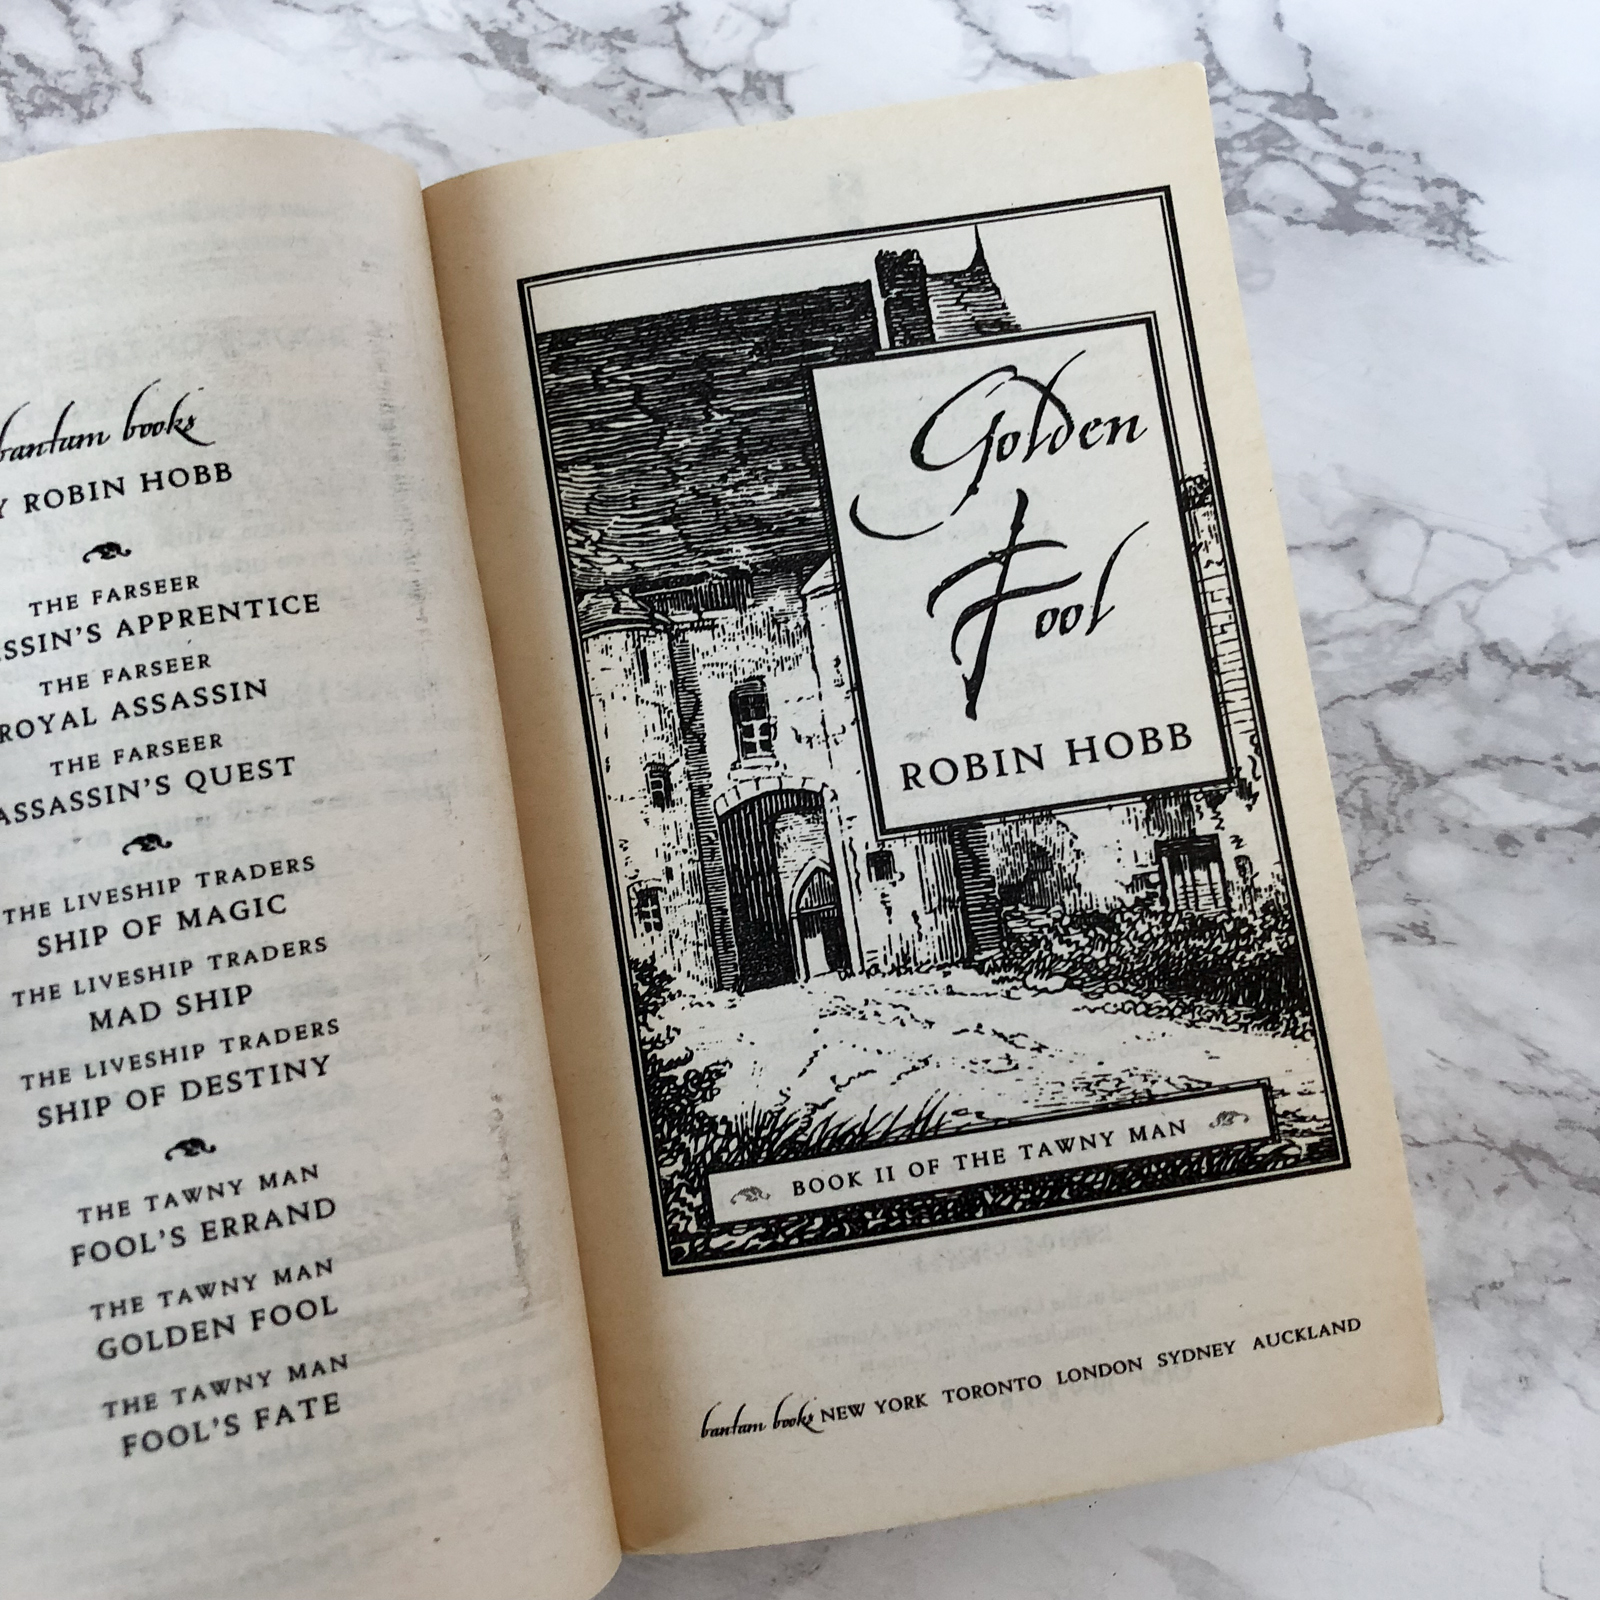 bantam books
ROBIN HOBB
THE FARSEER
APPRENTICE
THE FARSEER
ROYAL ASSASSIN
THE FARSEER
ASSASSIN'S QUEST
THE LIVESHIP TRADERS
SHIP OF MAGIC
THE LIVESHIP TRADERS
MAD SHIP
THE LIVESHIP TRADERS
SHIP OF DESTINY
THE TAWNY MAN
FOOL'S ERRAND
THE TAWNY MAN
GOLDEN FOOL
THE TAWNY MAN
FOOL'S FATE
Golden
Fool
ROBIN HOBB
BOOK II OF THE TAWNY MAN
bantam books NEW YORK TORONTO LONDON SYDNEY AUCKLAND